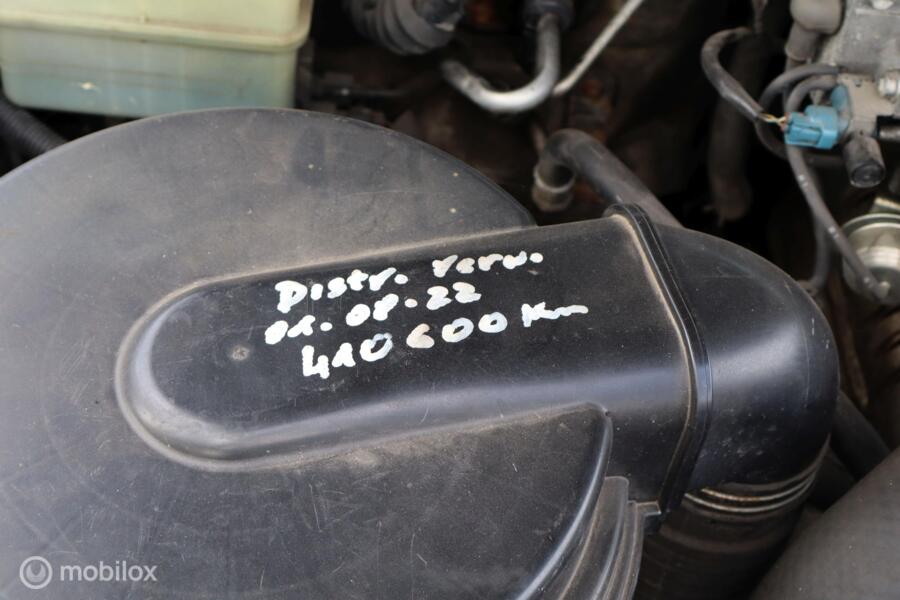 Distr. verv.
01.08.22
410600 Km
mobilox